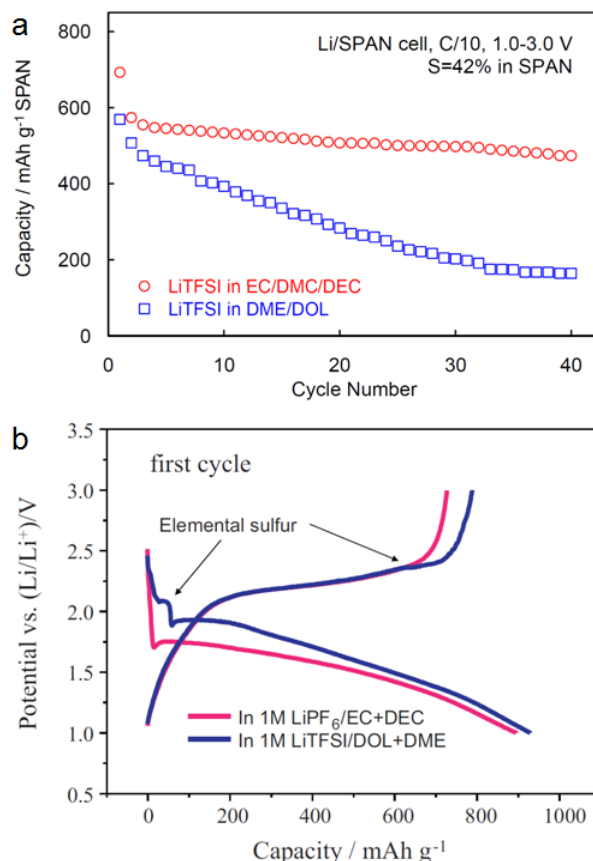 a
Li/SPAN cell, C/10, 1.0-3.0 V
S=42% in SPAN
Capacity / mAh g⁻¹ SPAN
800
600
400
200
0
LiTFSI in EC/DMC/DEC
LiTFSI in DME/DOL
0 10 20 30 40
Cycle Number
b
first cycle
Elemental sulfur
Potential vs. (Li/Li⁺)/V
3.5
3.0
2.5
2.0
1.5
1.0
0.5
In 1M LiPF₆/EC+DEC
In 1M LiTFSI/DOL+DME
0 200 400 600 800 1000
Capacity / mAh g⁻¹